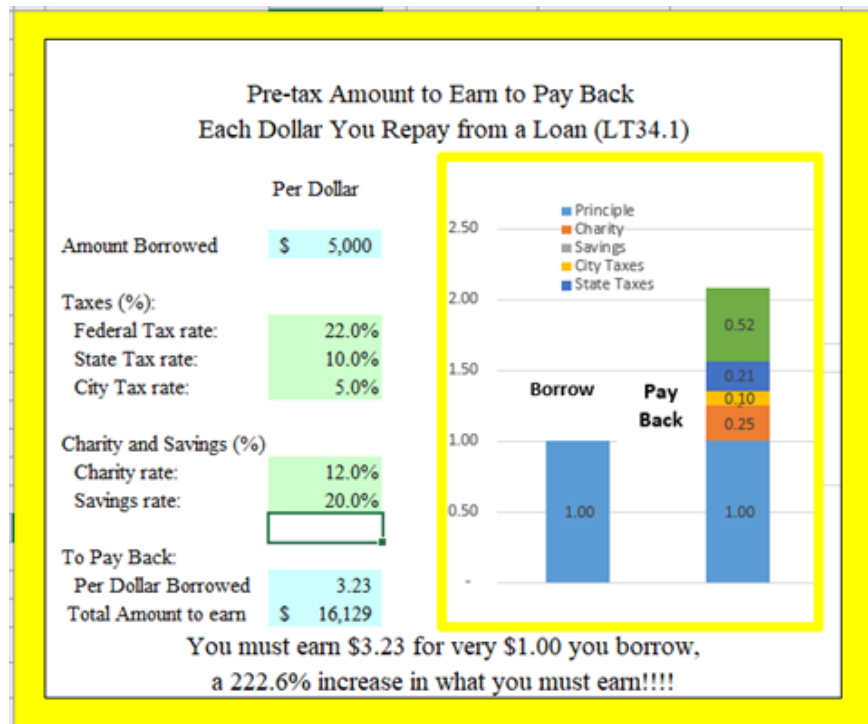 Pre-tax Amount to Earn to Pay Back
Each Dollar You Repay from a Loan (LT34.1)
Per Dollar
Amount Borrowed $ 5,000
Taxes (%):
Federal Tax rate: 22.0%
State Tax rate: 10.0%
City Tax rate: 5.0%
Charity and Savings (%)
Charity rate: 12.0%
Savings rate: 20.0%
To Pay Back:
Per Dollar Borrowed 3.23
Total Amount to earn $ 16,129
Principle
Charity
Savings
City Taxes
State Taxes
2.50
2.00
1.50
1.00
0.50
-
Borrow
Pay
Back
0.52
0.21
0.10
0.25
1.00
1.00
You must earn $3.23 for very $1.00 you borrow,
a 222.6% increase in what you must earn!!!!